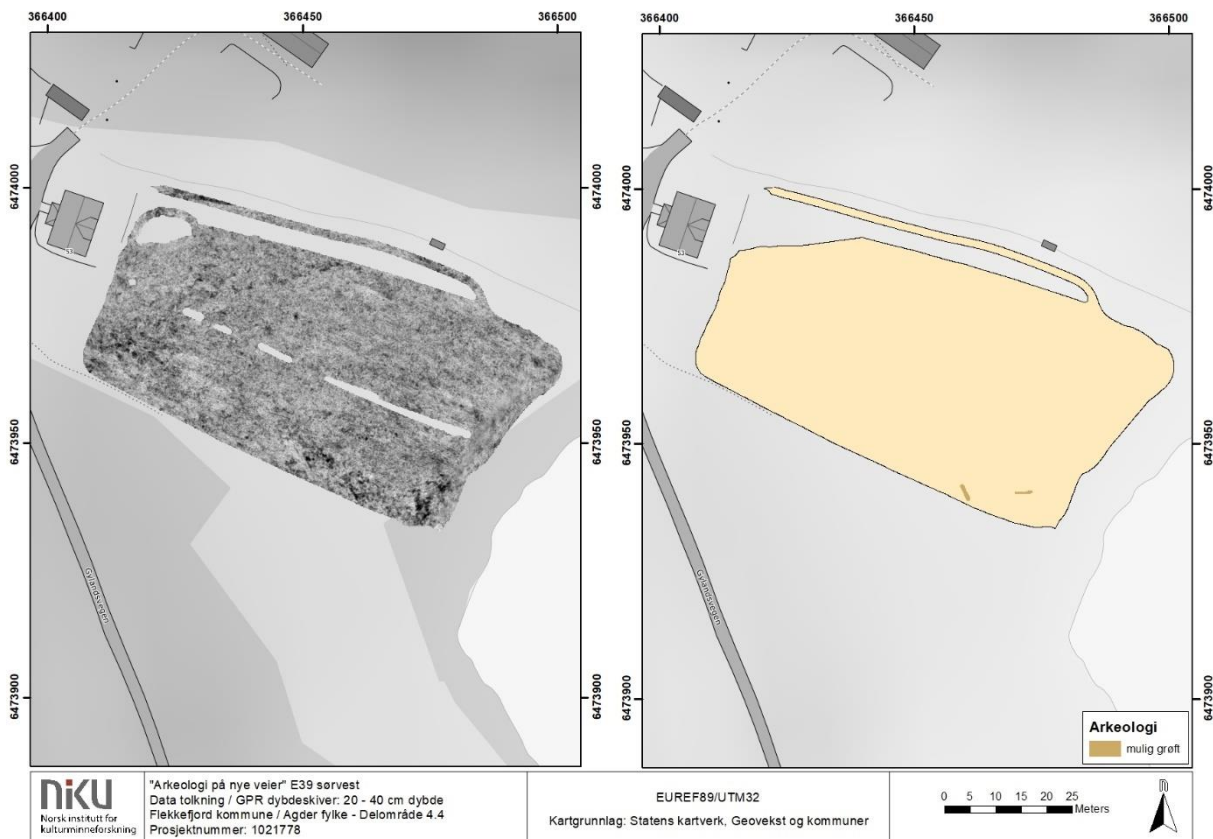 366400 366450 366500
366400 366450 366500
6474000
6474000
6474000
53
53
6473950
6473950
6473950
Gylandsvegen
Gylandsvegen
6473900
6473900
6473900
Arkeologi
mulig grøft
NIKU
Norsk institutt for
kulturminneforskning
"Arkeologi på nye veier" E39 sørvest
Data tolkning / GPR dybdeskiver: 20 - 40 cm dybde
Flekkefjord kommune / Agder fylke - Delområde 4.4
Prosjektnummer: 1021778
EUREF89/UTM32
Kartgrunnlag: Statens kartverk, Geovekst og kommuner
0 5 10 15 20 25
Meters
N